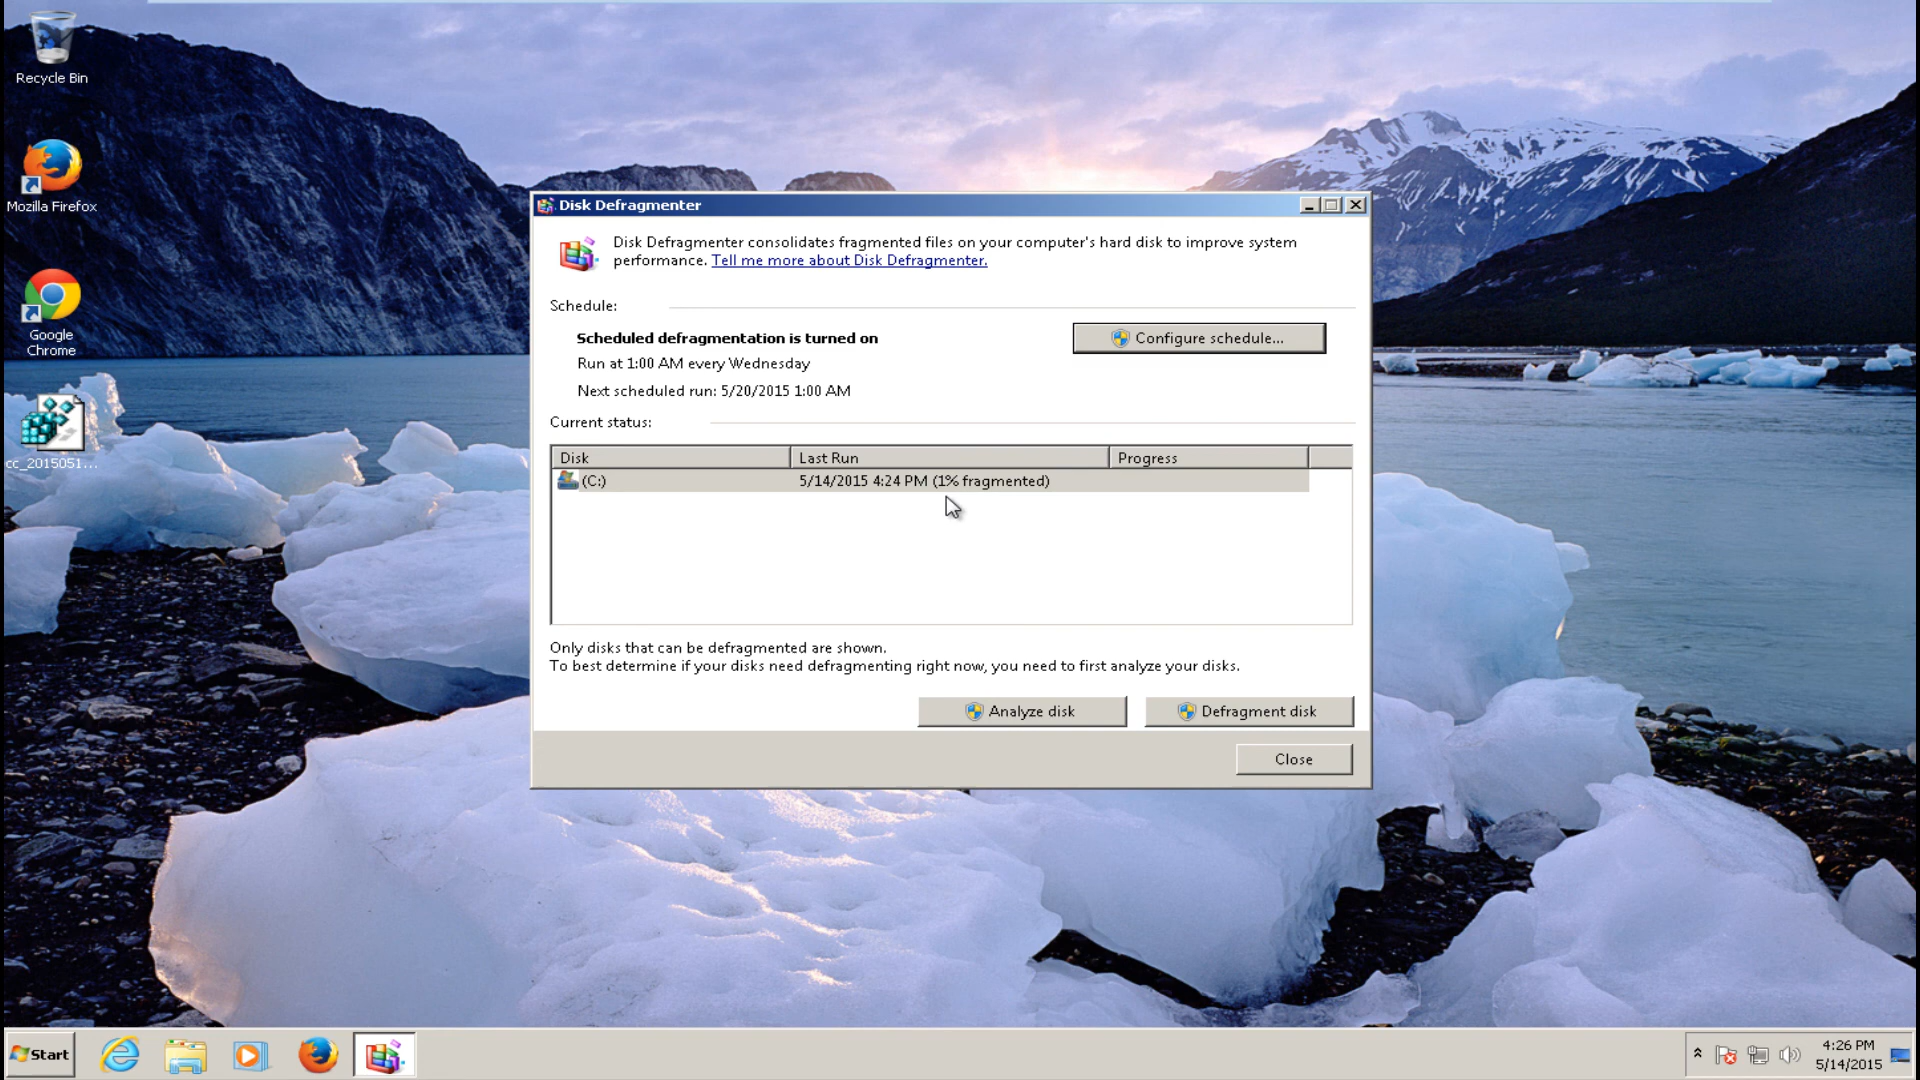 Recycle Bin
Mozilla Firefox
Google
Chrome
cc_2015051...
Disk Defragmenter
Disk Defragmenter consolidates fragmented files on your computer's hard disk to improve system
performance. Tell me more about Disk Defragmenter.
Schedule:
Scheduled defragmentation is turned on
Configure schedule...
Run at 1:00 AM every Wednesday
Next scheduled run: 5/20/2015 1:00 AM
Current status:
Disk Last Run Progress
(C:) 5/14/2015 4:24 PM (1% fragmented)
Only disks that can be defragmented are shown.
To best determine if your disks need defragmenting right now, you need to first analyze your disks.
Analyze disk Defragment disk
Close
Start
4:26 PM
5/14/2015